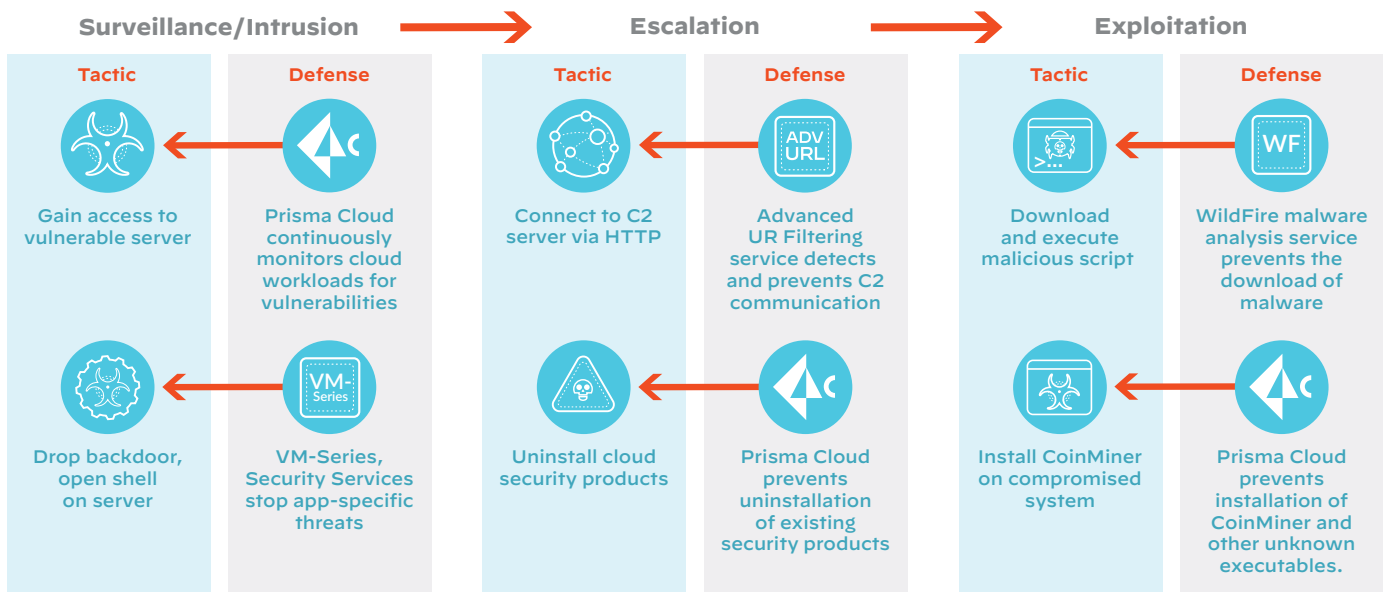 Surveillance/Intrusion
Escalation
Exploitation
Tactic
Defense
Gain access to
vulnerable server
Prisma Cloud
continuously
monitors cloud
workloads for
vulnerabilities
Drop backdoor,
open shell
on server
VM-
Series
VM-Series,
Security Services
stop app-specific
threats
Tactic
Defense
Connect to C2
server via HTTP
ADV
URL
Advanced
UR Filtering
service detects
and prevents C2
communication
Uninstall cloud
security products
Prisma Cloud
prevents
uninstallation
of existing
security products
Tactic
Defense
>...
Download
and execute
malicious script
WF
WildFire malware
analysis service
prevents the
download of
malware
Install CoinMiner
on compromised
system
Prisma Cloud
prevents
installation of
CoinMiner and
other unknown
executables.